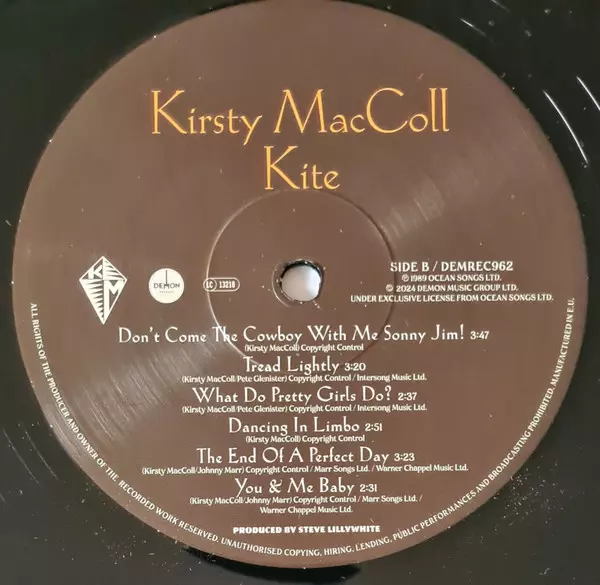 Kirsty MacColl
Kite
K
M
DEMON
RECORDS
LC 13210
SIDE B / DEMREC962
℗ 1989 OCEAN SONGS LTD.
© 2024 DEMON MUSIC GROUP LTD.
UNDER EXCLUSIVE LICENSE FROM OCEAN SONGS LTD.
Don't Come The Cowboy With Me Sonny Jim! 3:47
(Kirsty MacColl) Copyright Control
Tread Lightly 3:20
(Kirsty MacColl/Pete Glenister) Copyright Control / Intersong Music Ltd.
What Do Pretty Girls Do? 2:37
(Kirsty MacColl/Pete Glenister) Copyright Control / Intersong Music Ltd.
Dancing In Limbo 2:51
(Kirsty MacColl) Copyright Control
The End Of A Perfect Day 3:23
(Kirsty MacColl/Johnny Marr) Copyright Control / Marr Songs Ltd. / Warner Chappel Music Ltd.
You & Me Baby 2:31
(Kirsty MacColl/Johnny Marr) Copyright Control / Marr Songs Ltd. /
Warner Chappel Music Ltd.
PRODUCED BY STEVE LILLYWHITE
ALL RIGHTS OF THE PRODUCER AND OWNER OF THE RECORDED WORK RESERVED. UNAUTHORISED COPYING, HIRING, LENDING, PUBLIC PERFORMANCES AND BROADCASTING PROHIBITED. MANUFACTURED IN E.U.